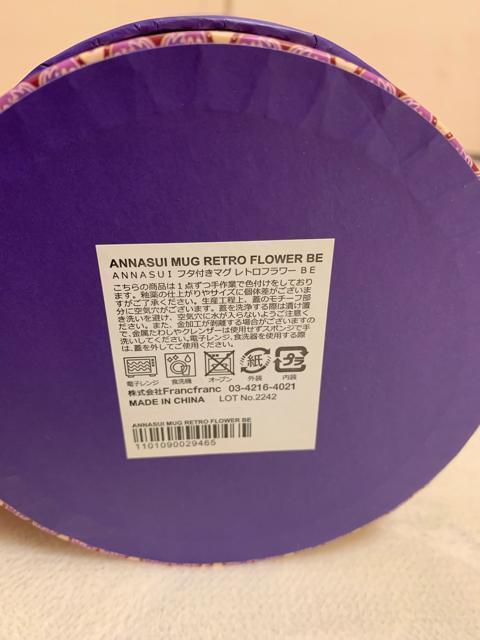 ANNASUI MUG RETRO FLOWER BE
ANNASUI フタ付きマグ レトロフラワー BE
こちらの商品は1点ずつ手作業で色付けをしており
ます。釉薬の仕上がりやサイズに個体差がございま
すがご了承ください。生産工程上、蓋のモチーフ部
分に空気穴がございます。蓋を洗浄する際は漬け置
き洗いを避け、空気穴に水が入らないようご注意く
ださい。また、金加工が剥離する場合がございますの
で、金属たわしやクレンザーは使用せずスポンジで手
洗いしてください。電子レンジ、食洗器を使用する際
は、蓋を外してご使用ください。
電子レンジ 食洗機 オーブン 紙 外装 プラ 内装
株式会社Francfranc 03-4216-4021
MADE IN CHINA LOT No.2242
ANNASUI MUG RETRO FLOWER BE
1101090029465